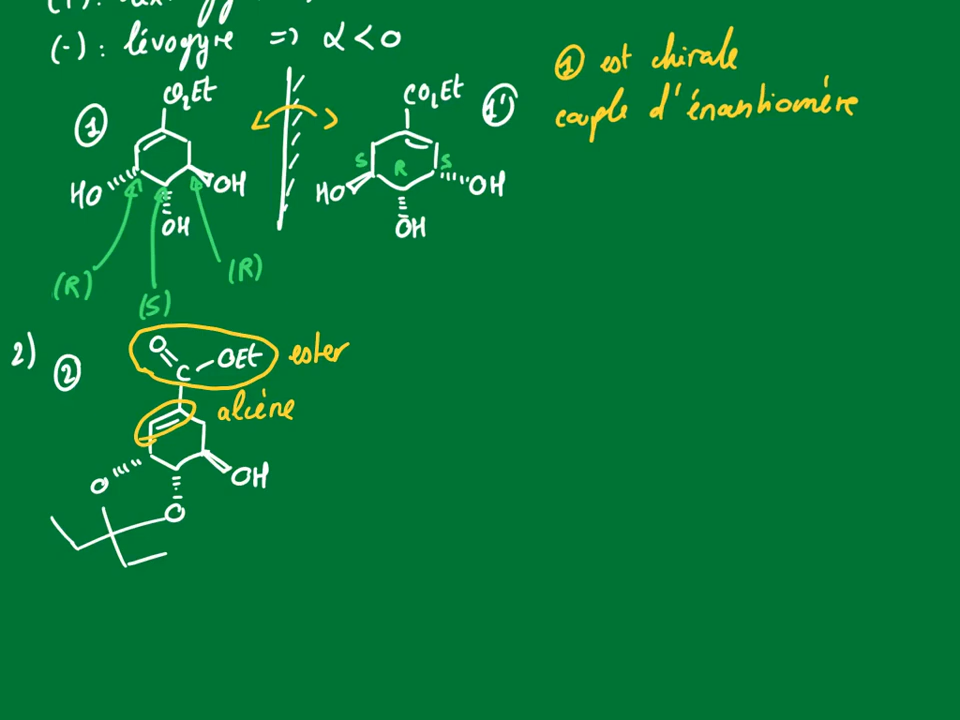 (-) : lévogyre => α < 0
① est chirale
couple d'énantiomère
① CO₂Et HO OH OH (R) (S) (R)
①' CO₂Et S R S HO OH OH
2) ② O C OEt ester
alcène
O OH
O